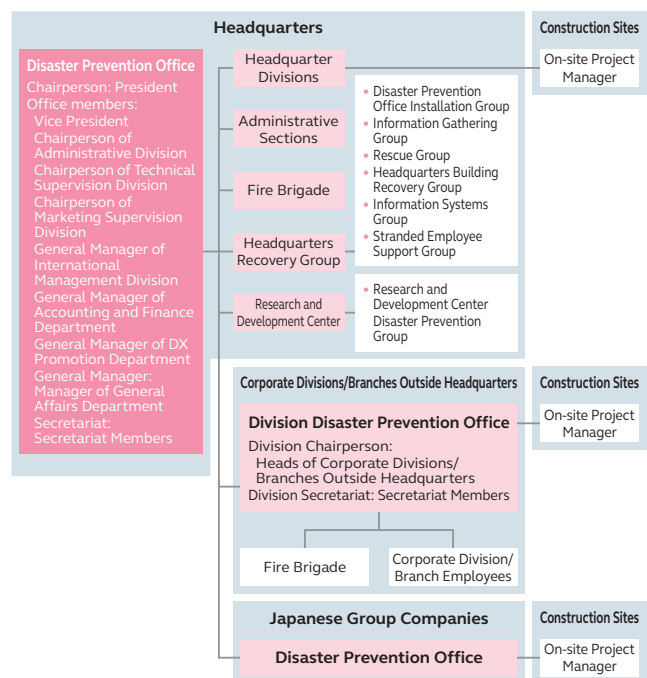 Headquarters
Disaster Prevention Office
Chairperson: President
Office members:
Vice President
Chairperson of
Administrative Division
Chairperson of Technical
Supervision Division
Chairperson of
Marketing Supervision
Division
General Manager of
International
Management Division
General Manager of
Accounting and Finance
Department
General Manager of DX
Promotion Department
General Manager:
Manager of General
Affairs Department
Secretariat:
Secretariat Members
Headquarter
Divisions
Administrative
Sections
Fire Brigade
Headquarters
Recovery Group
Research and
Development Center
• Disaster Prevention
Office Installation Group
• Information Gathering
Group
• Rescue Group
• Headquarters Building
Recovery Group
• Information Systems
Group
• Stranded Employee
Support Group
• Research and
Development Center
Disaster Prevention
Group
Construction Sites
On-site Project
Manager
Corporate Divisions/Branches Outside Headquarters
Division Disaster Prevention Office
Division Chairperson:
Heads of Corporate Divisions/
Branches Outside Headquarters
Division Secretariat: Secretariat Members
Fire Brigade
Corporate Division/
Branch Employees
Construction Sites
On-site Project
Manager
Japanese Group Companies
Disaster Prevention Office
Construction Sites
On-site Project
Manager